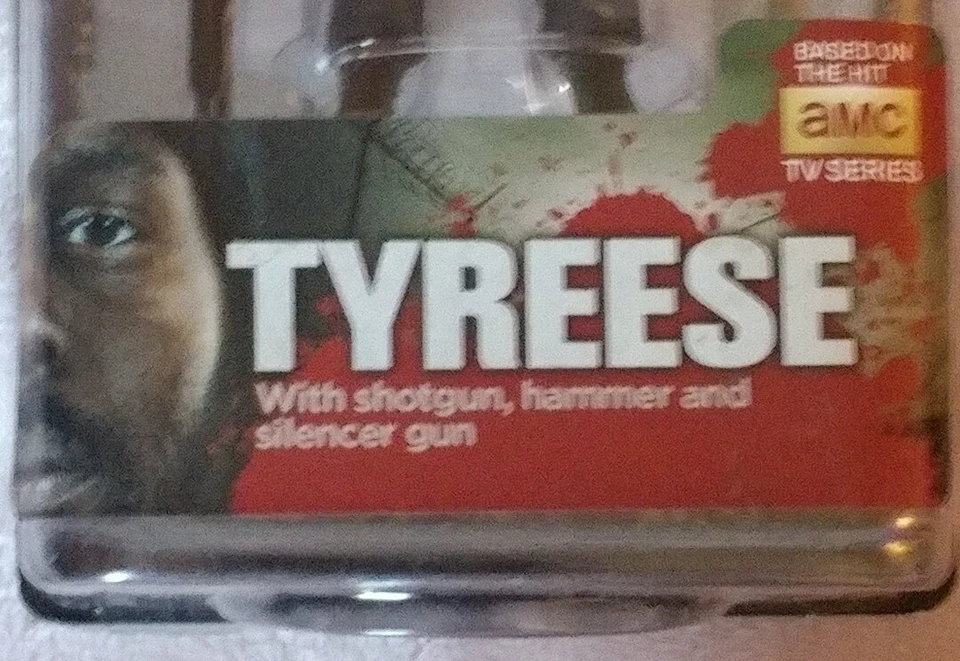 BASED ON
THE HIT
aMC
TV SERIES
TYREESE
With shotgun, hammer and
silencer gun